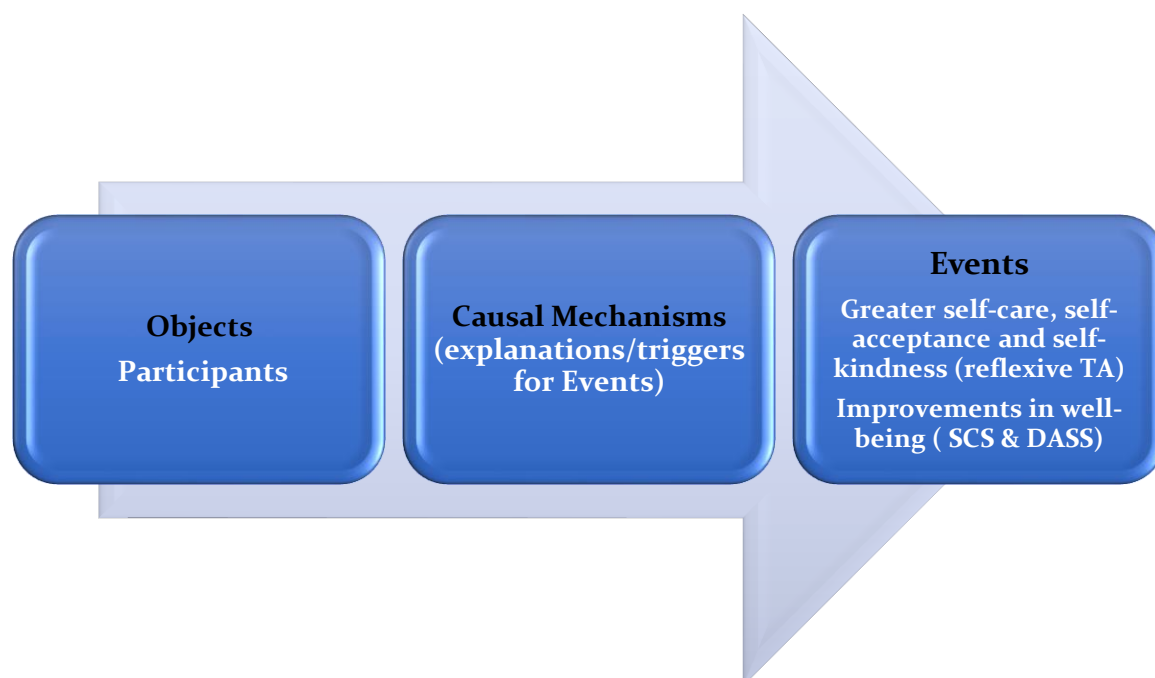 Objects
Participants
Causal Mechanisms
(explanations/triggers
for Events)
Events
Greater self-care, self-
acceptance and self-
kindness (reflexive TA)
Improvements in well-
being ( SCS & DASS)